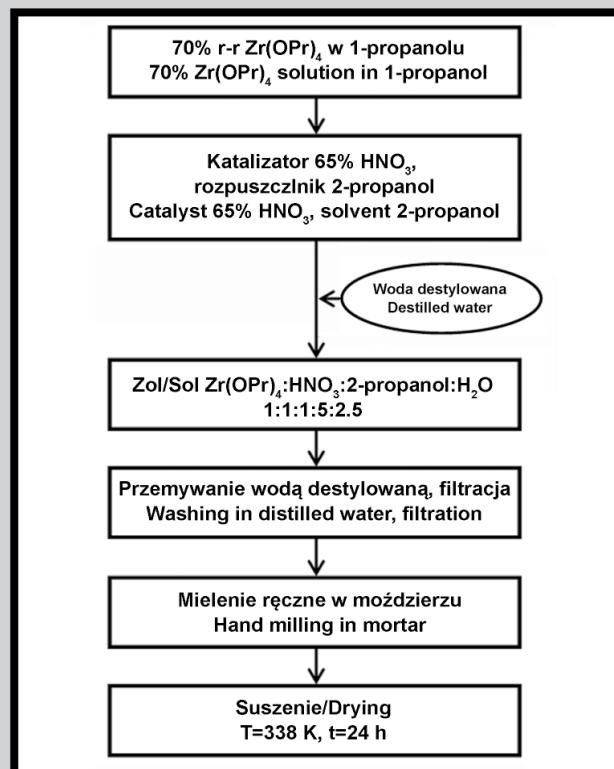 70% r-r Zr(OPr)₄ w 1-propanolu
70% Zr(OPr)₄ solution in 1-propanol
Katalizator 65% HNO₃,
rozpuszczlnik 2-propanol
Catalyst 65% HNO₃, solvent 2-propanol
Woda destylowana
Destilled water
Zol/Sol Zr(OPr)₄:HNO₃:2-propanol:H₂O
1:1:1:5:2.5
Przemywanie wodą destylowaną, filtracja
Washing in distilled water, filtration
Mielenie ręczne w moździerzu
Hand milling in mortar
Suszenie/Drying
T=338 K, t=24 h